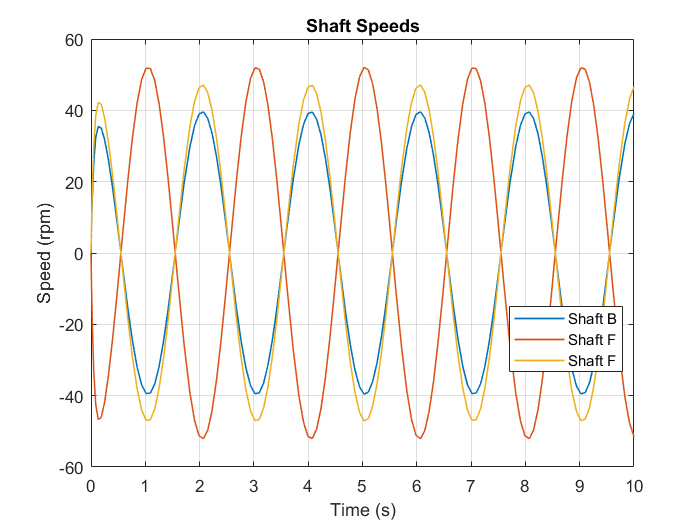 Shaft Speeds
60
40
20
0
-20
-40
-60
Speed (rpm)
Shaft B
Shaft F
Shaft F
0 1 2 3 4 5 6 7 8 9 10
Time (s)